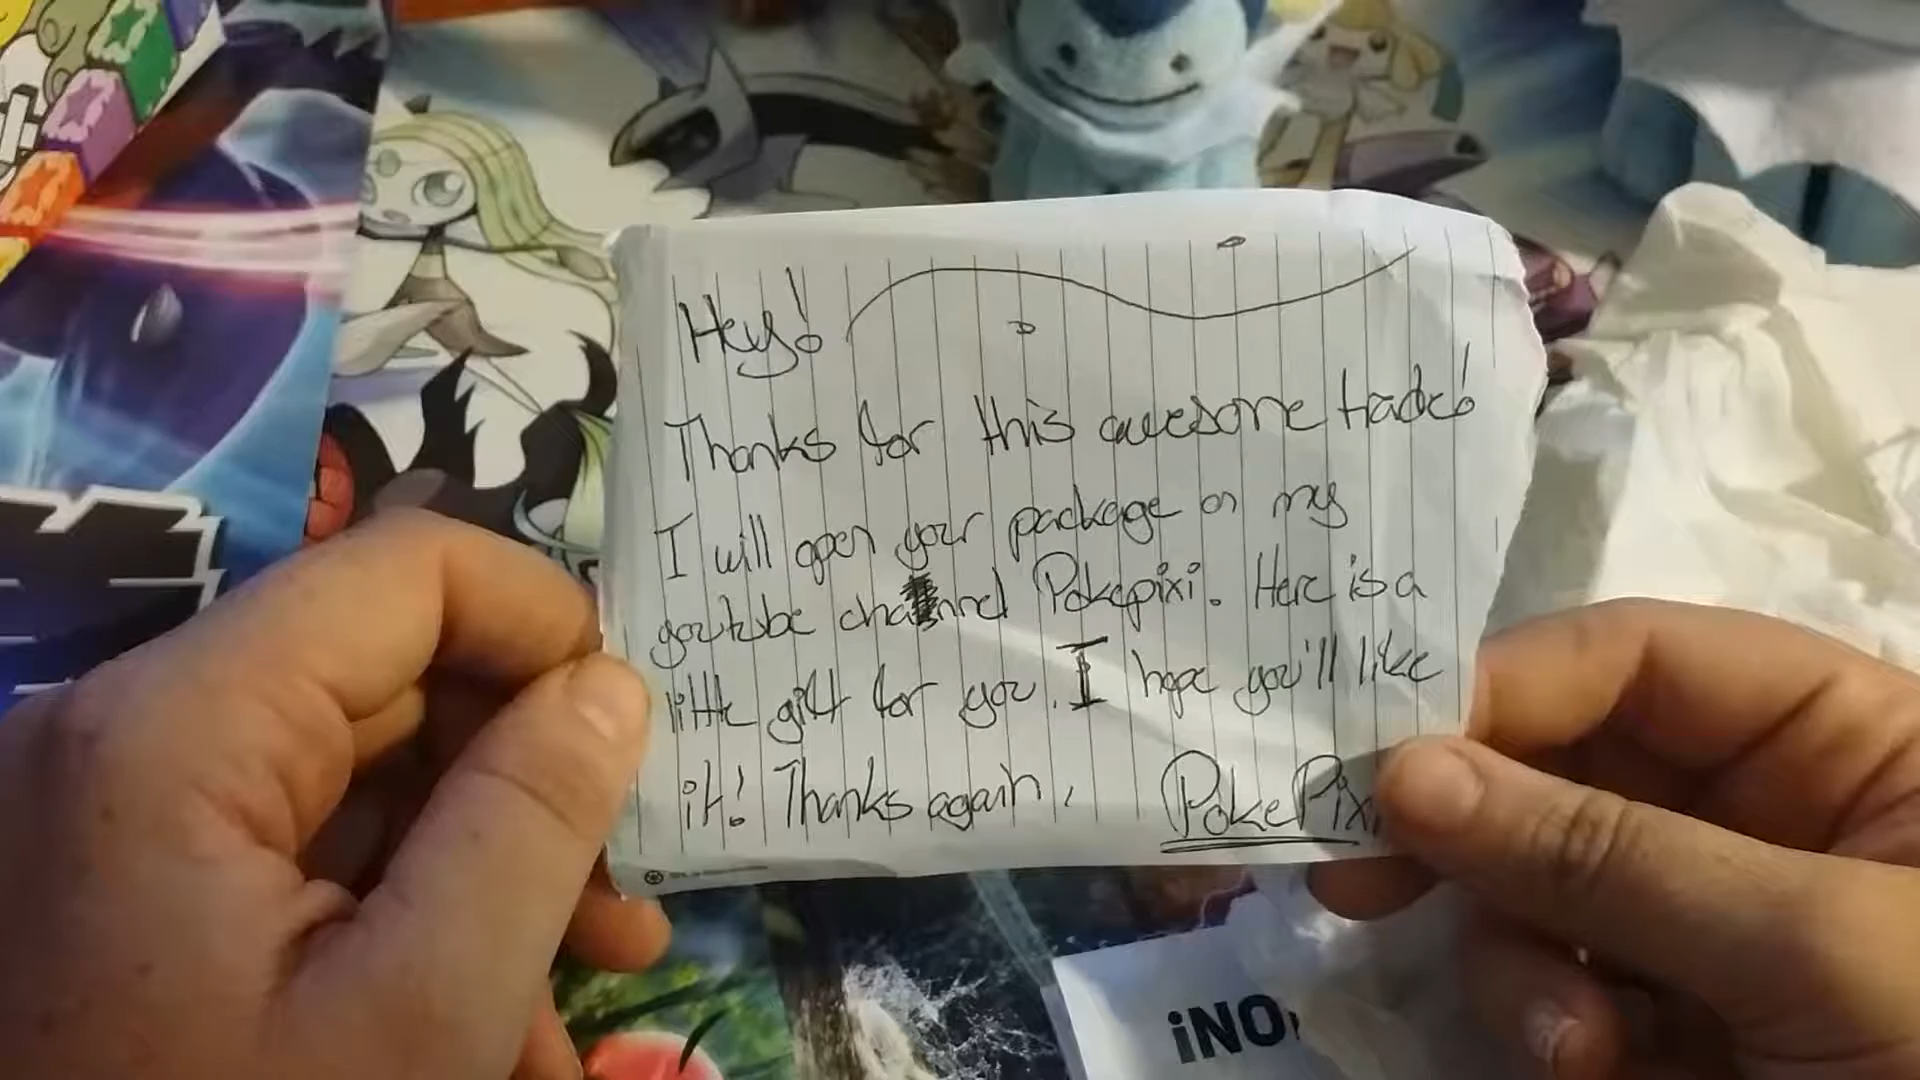 Hey!
Thanks for this awesome trade!
I will open your package on my
youtube channel Pokepixi. Here is a
little gift for you. I hope you'll like
it! Thanks again,
PokePixi
iNO